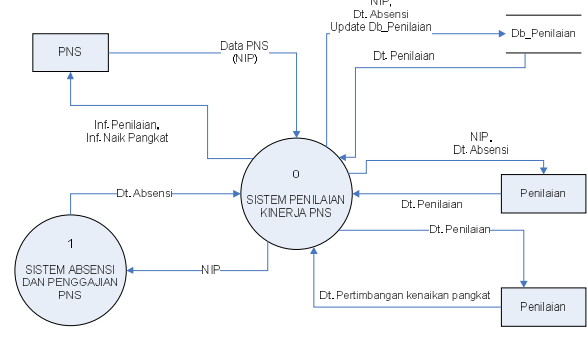 NIP,
Dt. Absensi
Update Db_Penilaian
Db_Penilaian
PNS
Data PNS
(NIP)
Dt. Penilaian
Inf. Penilaian,
Inf. Naik Pangkat
NIP,
Dt. Absensi
0
SISTEM PENILAIAN
KINERJA PNS
Dt. Absensi
Penilaian
Dt. Penilaian
Dt. Penilaian
1
SISTEM ABSENSI
DAN PENGGAJIAN
PNS
NIP
Dt. Pertimbangan kenaikan pangkat
Penilaian